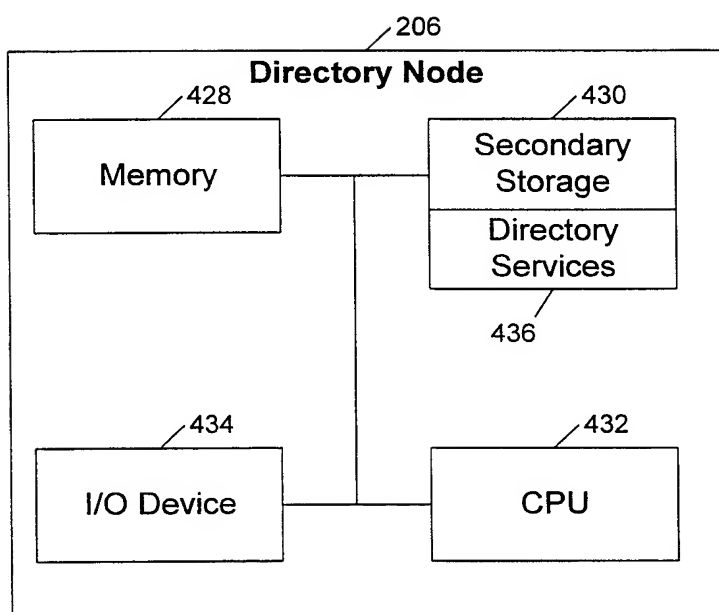 206
Directory Node
428
430
Memory
Secondary
Storage
Directory
Services
436
434
432
I/O Device
CPU